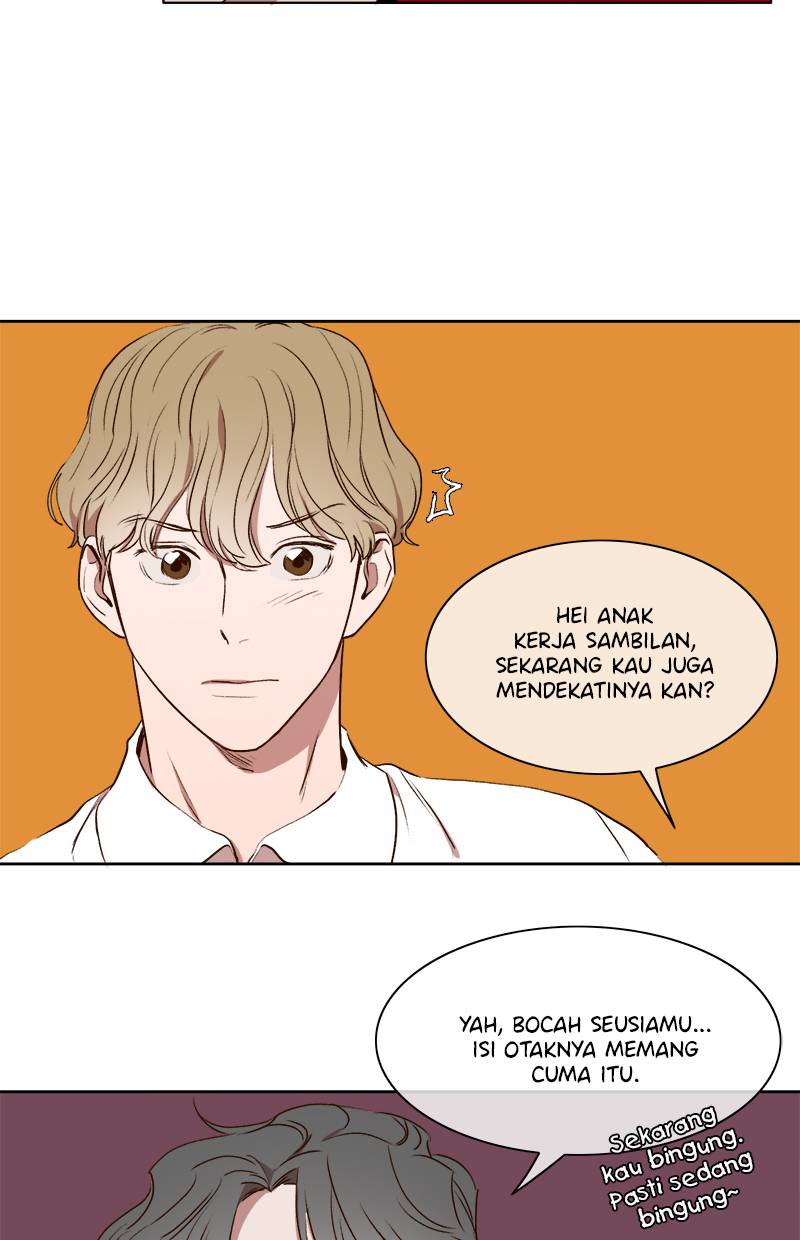 HEI ANAK
KERJA SAMBILAN,
SEKARANG KAU JUGA
MENDEKATINYA KAN?
YAH, BOCAH SEUSIAMU...
ISI OTAKNYA MEMANG
CUMA ITU.
Sekarang
kau bingung.
Pasti sedang
bingung~